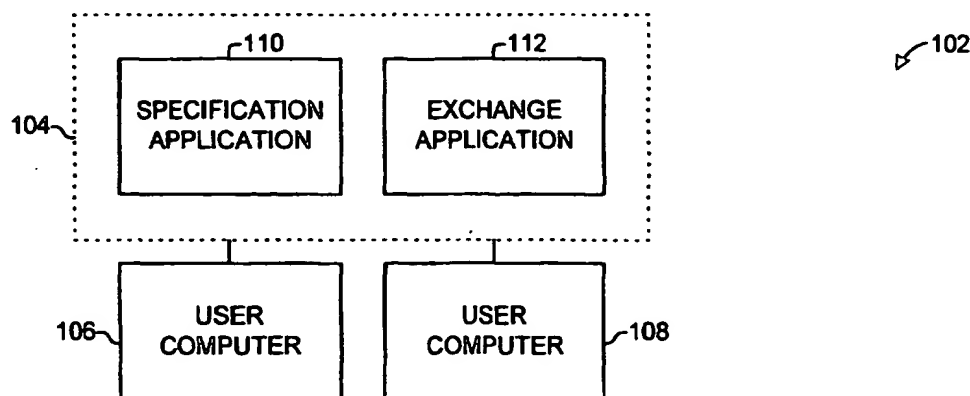 110
112
102
SPECIFICATION
APPLICATION
EXCHANGE
APPLICATION
104
USER
COMPUTER
USER
COMPUTER
106
108